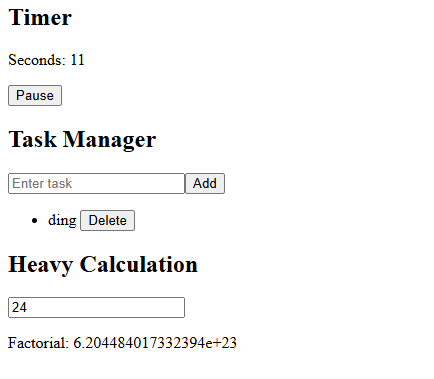 Timer
Seconds: 11
Pause
Task Manager
Enter task Add
ding Delete
Heavy Calculation
24
Factorial: 6.204484017332394e+23